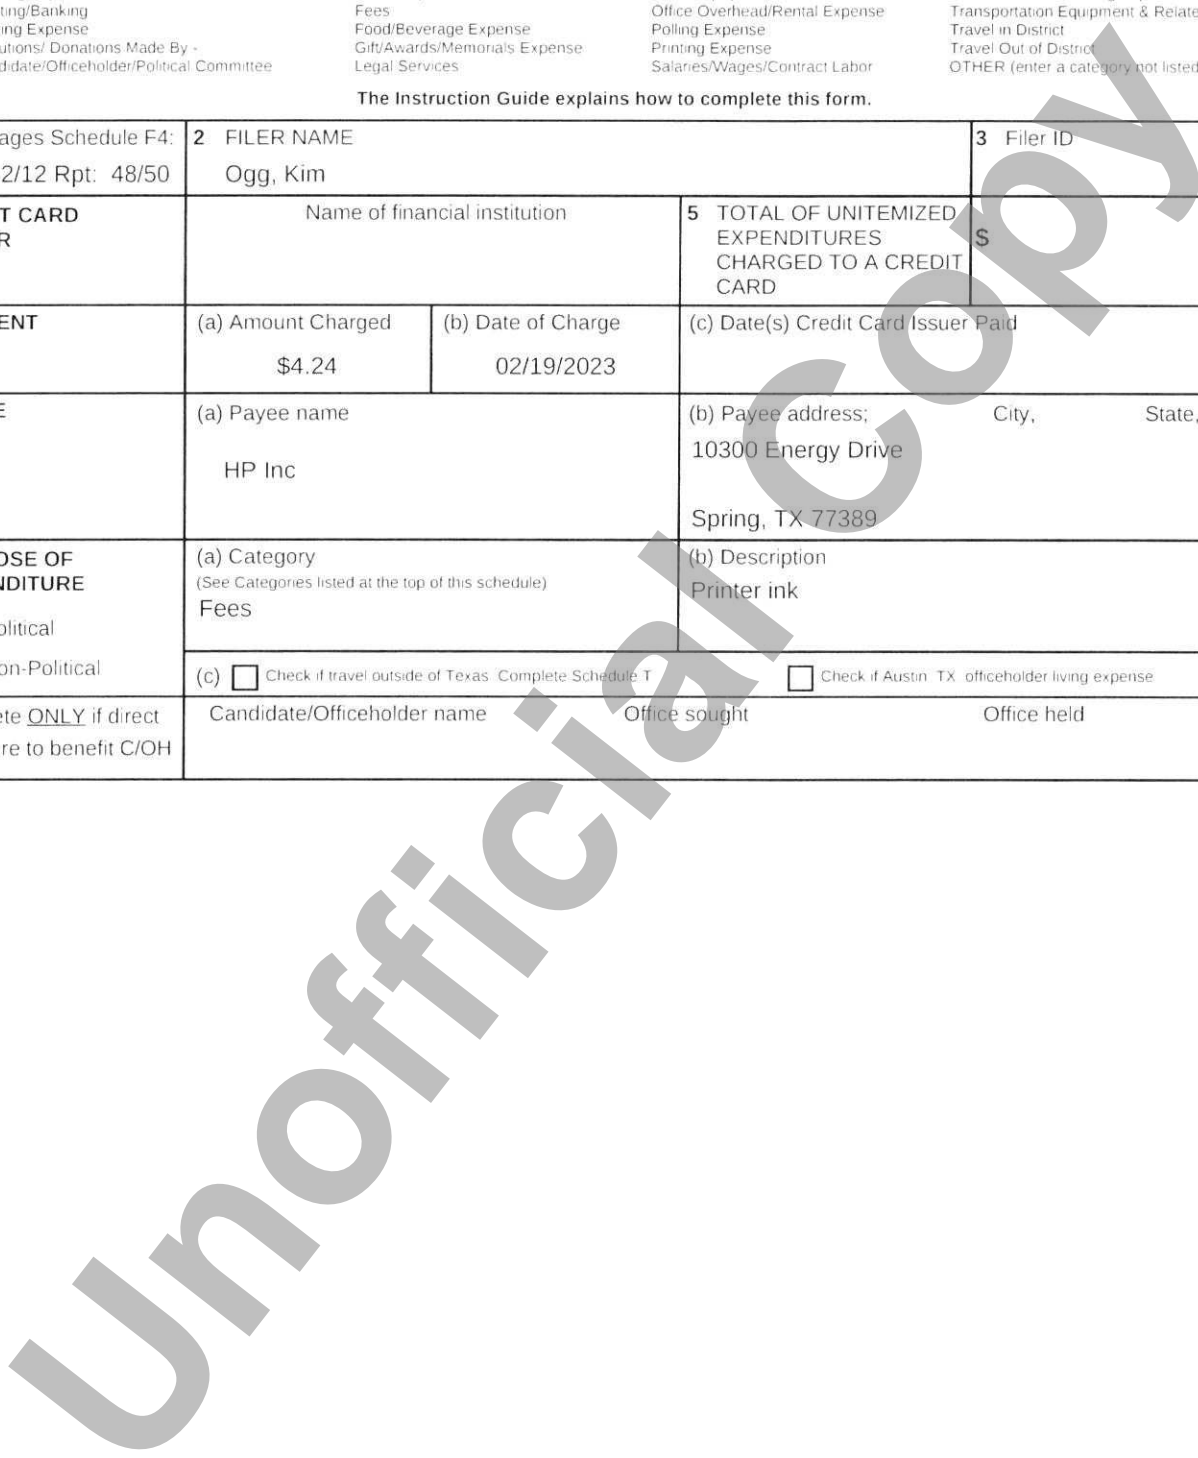 ting/Banking Fees Office Overhead/Rental Expense Transportation Equipment & Relate
ing Expense Food/Beverage Expense Polling Expense Travel in District
utions/ Donations Made By - Gift/Awards/Memorials Expense Printing Expense Travel Out of District
didate/Officeholder/Political Committee Legal Services Salaries/Wages/Contract Labor OTHER (enter a category not listed
The Instruction Guide explains how to complete this form.
ages Schedule F4: 2 FILER NAME 3 Filer ID
2/12 Rpt: 48/50 Ogg, Kim
T CARD Name of financial institution 5 TOTAL OF UNITEMIZED
R EXPENDITURES $
CHARGED TO A CREDIT
CARD
ENT (a) Amount Charged (b) Date of Charge (c) Date(s) Credit Card Issuer Paid
$4.24 02/19/2023
E (a) Payee name (b) Payee address; City, State,
10300 Energy Drive
HP Inc
Spring, TX 77389
OSE OF (a) Category (b) Description
NDITURE (See Categories listed at the top of this schedule) Printer ink
Fees
olitical
on-Political (c) Check if travel outside of Texas Complete Schedule T Check if Austin TX officeholder living expense
ete ONLY if direct Candidate/Officeholder name Office sought Office held
re to benefit C/OH
Unofficial Copy